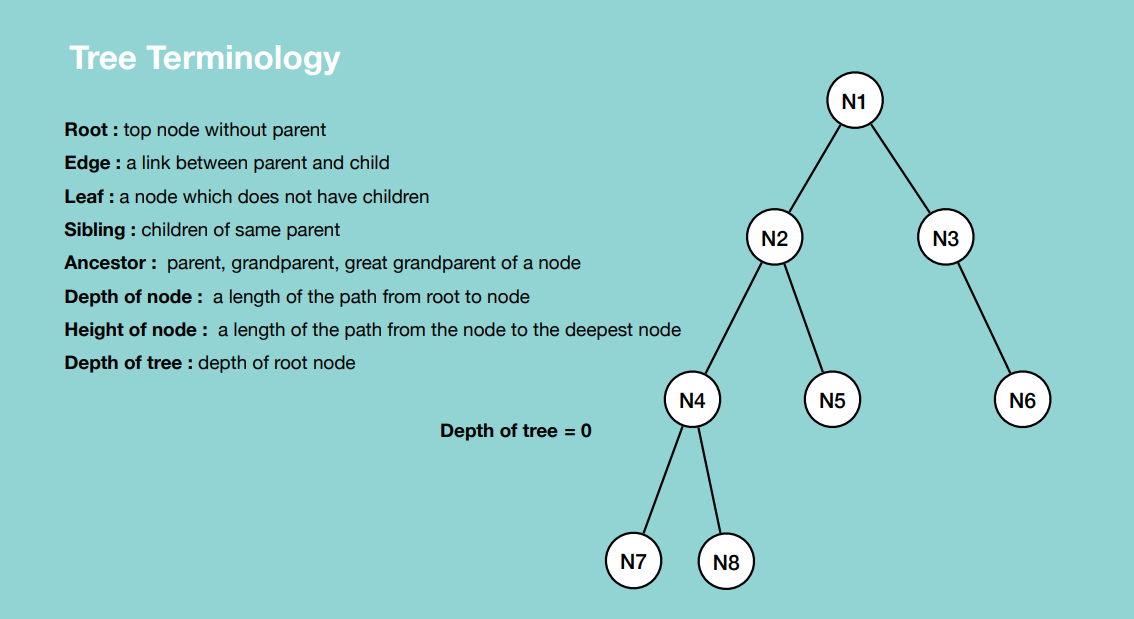 Tree Terminology
Root : top node without parent
Edge : a link between parent and child
Leaf : a node which does not have children
Sibling : children of same parent
Ancestor :  parent, grandparent, great grandparent of a node
Depth of node :  a length of the path from root to node
Height of node :  a length of the path from the node to the deepest node
Depth of tree : depth of root node
Depth of tree = 0
N1
N2
N3
N4
N5
N6
N7
N8